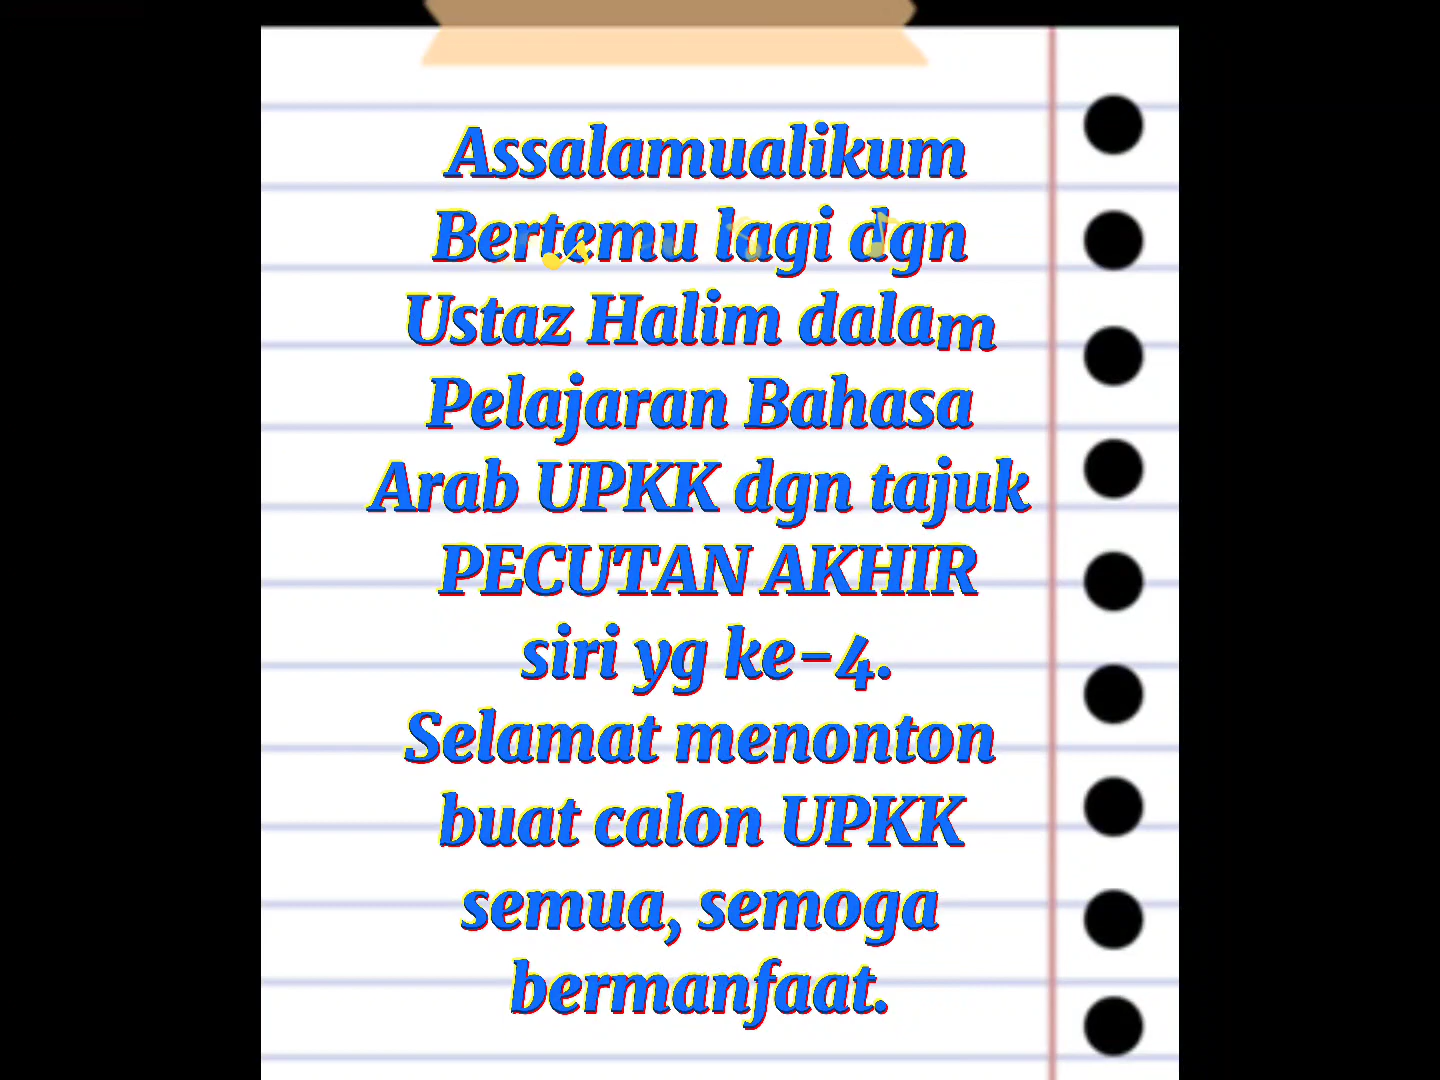 Assalamualikum
Bertemu lagi dgn
Ustaz Halim dalam
Pelajaran Bahasa
Arab UPKK dgn tajuk
PECUTAN AKHIR
siri yg ke-4.
Selamat menonton
buat calon UPKK
semua, semoga
bermanfaat.